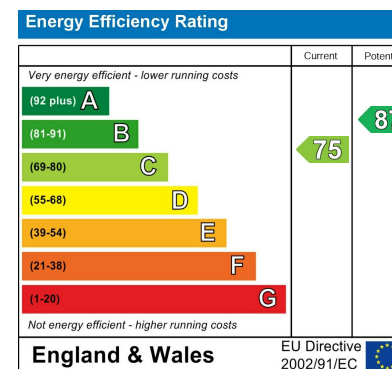 Energy Efficiency Rating
Current
Very energy efficient - lower running costs
(92 plus) A
(81-91) B
(69-80) C
75
(55-68) D
(39-54) E
(21-38) F
(1-20) G
Not energy efficient - higher running costs
England & Wales
EU Directive
2002/91/EC